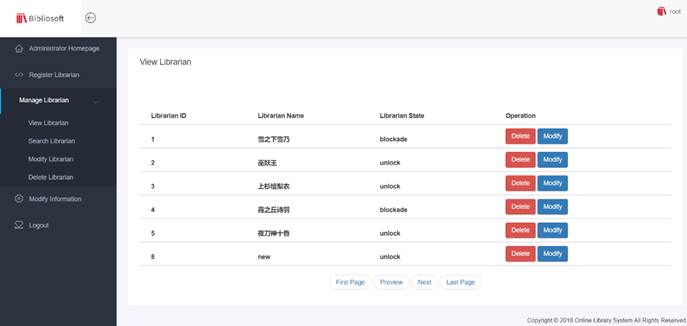 Bibliosoft
root
Administrator Homepage
Register Librarian
Manage Librarian
View Librarian
Search Librarian
Modify Librarian
Delete Librarian
Modify Information
Logout
View Librarian
Librarian ID Librarian Name Librarian State Operation
1 雪之下雪乃 blockade Delete Modify
2 巫妖王 unlock Delete Modify
3 上杉绘梨衣 unlock Delete Modify
4 霞之丘诗羽 blockade Delete Modify
5 夜刀神十香 unlock Delete Modify
8 new unlock Delete Modify
First Page Preview Next Last Page
Copyright © 2018 Online Library System All Rights Reserved